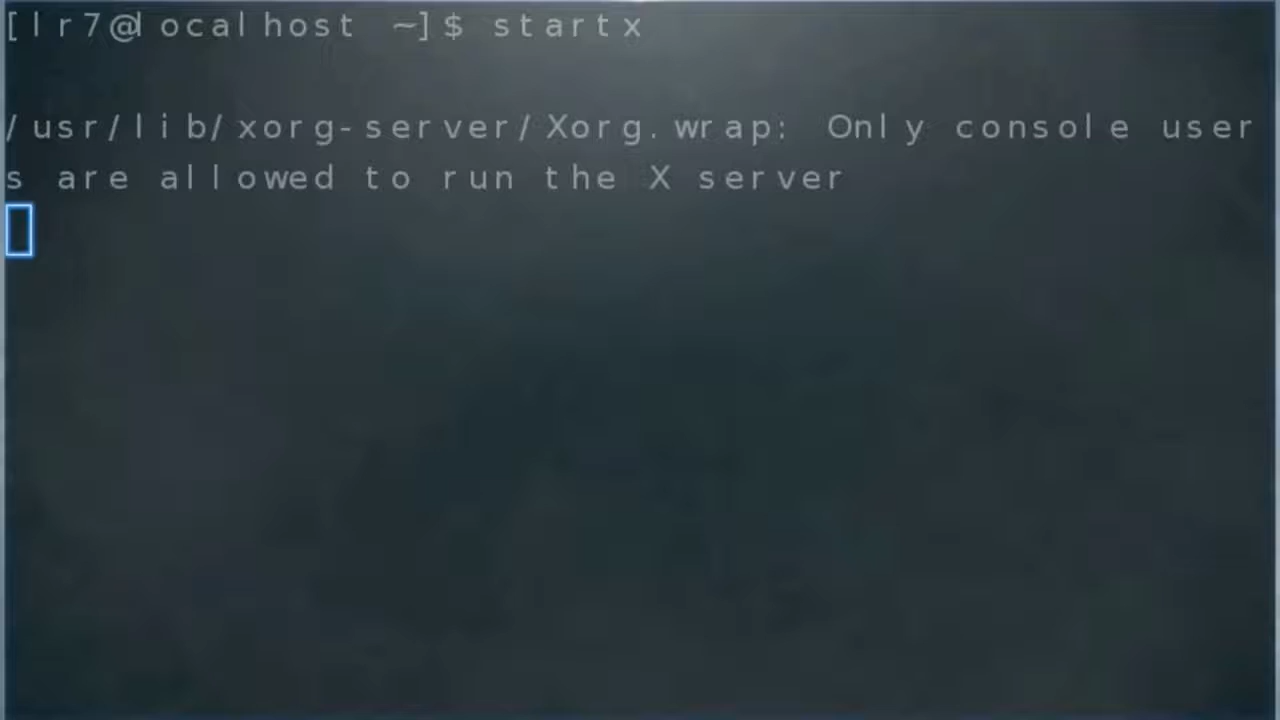 [lr7@localhost ~]$ startx
/usr/lib/xorg-server/Xorg.wrap: Only console user
s are allowed to run the X server